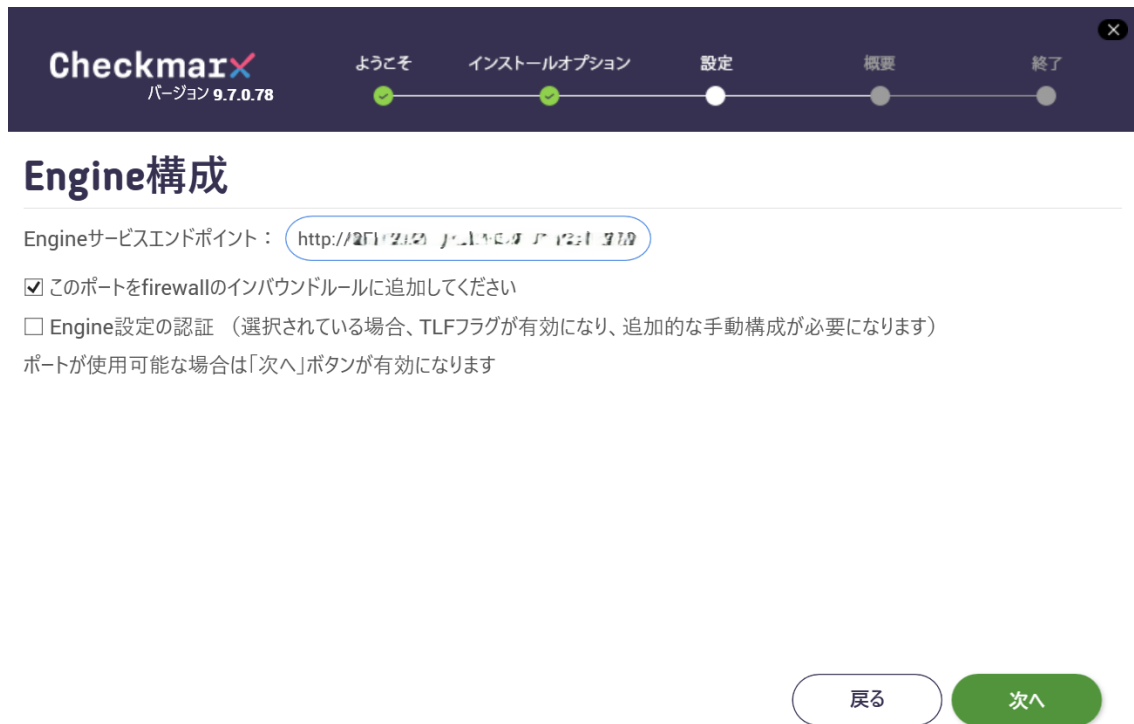 Checkmarx
バージョン 9.7.0.78
ようこそ
インストールオプション
設定
概要
終了
Engine構成
Engineサービスエンドポイント： http://
このポートをfirewallのインバウンドルールに追加してください
Engine設定の認証 （選択されている場合、TLFフラグが有効になり、追加的な手動構成が必要になります）
ポートが使用可能な場合は「次へ」ボタンが有効になります
戻る
次へ